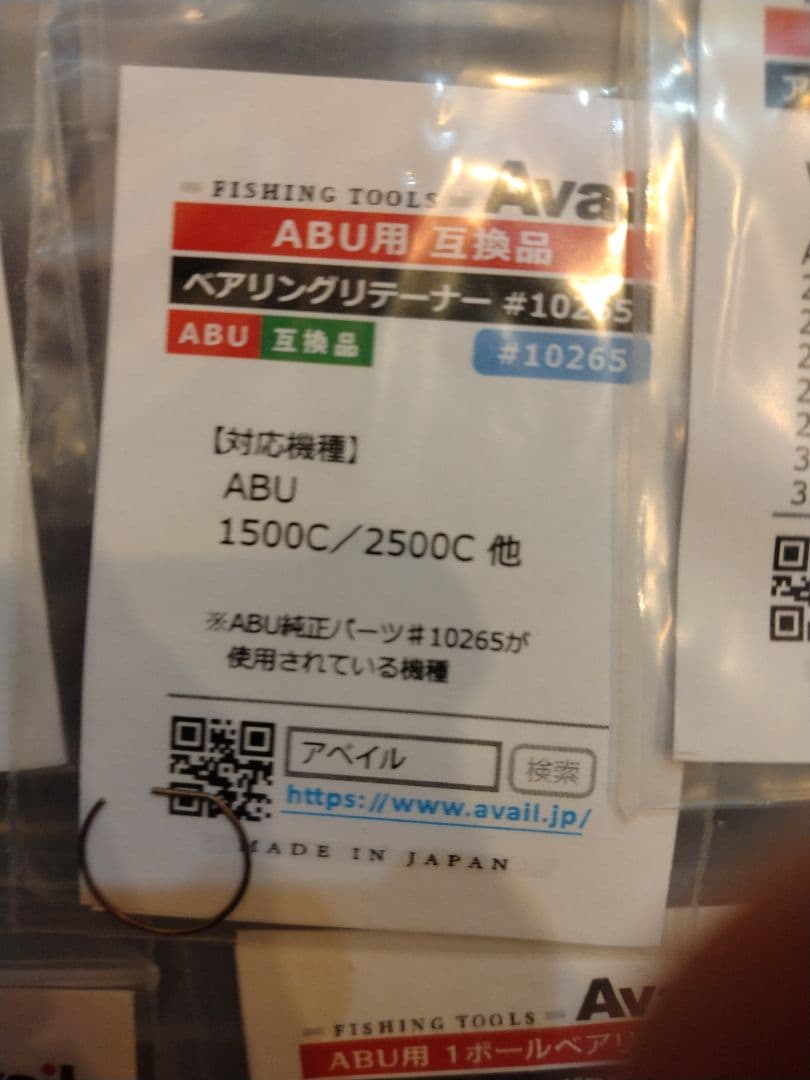 FISHING TOOLS Avail
ABU用 互換品
ベアリングリテーナー #10265
ABU 互換品 #10265
【対応機種】
ABU
1500C／2500C 他
※ABU純正パーツ#10265が
使用されている機種
アベイル 検索
https://www.avail.jp/
MADE IN JAPAN
FISHING TOOLS Av
ABU用 1ボールベアリ